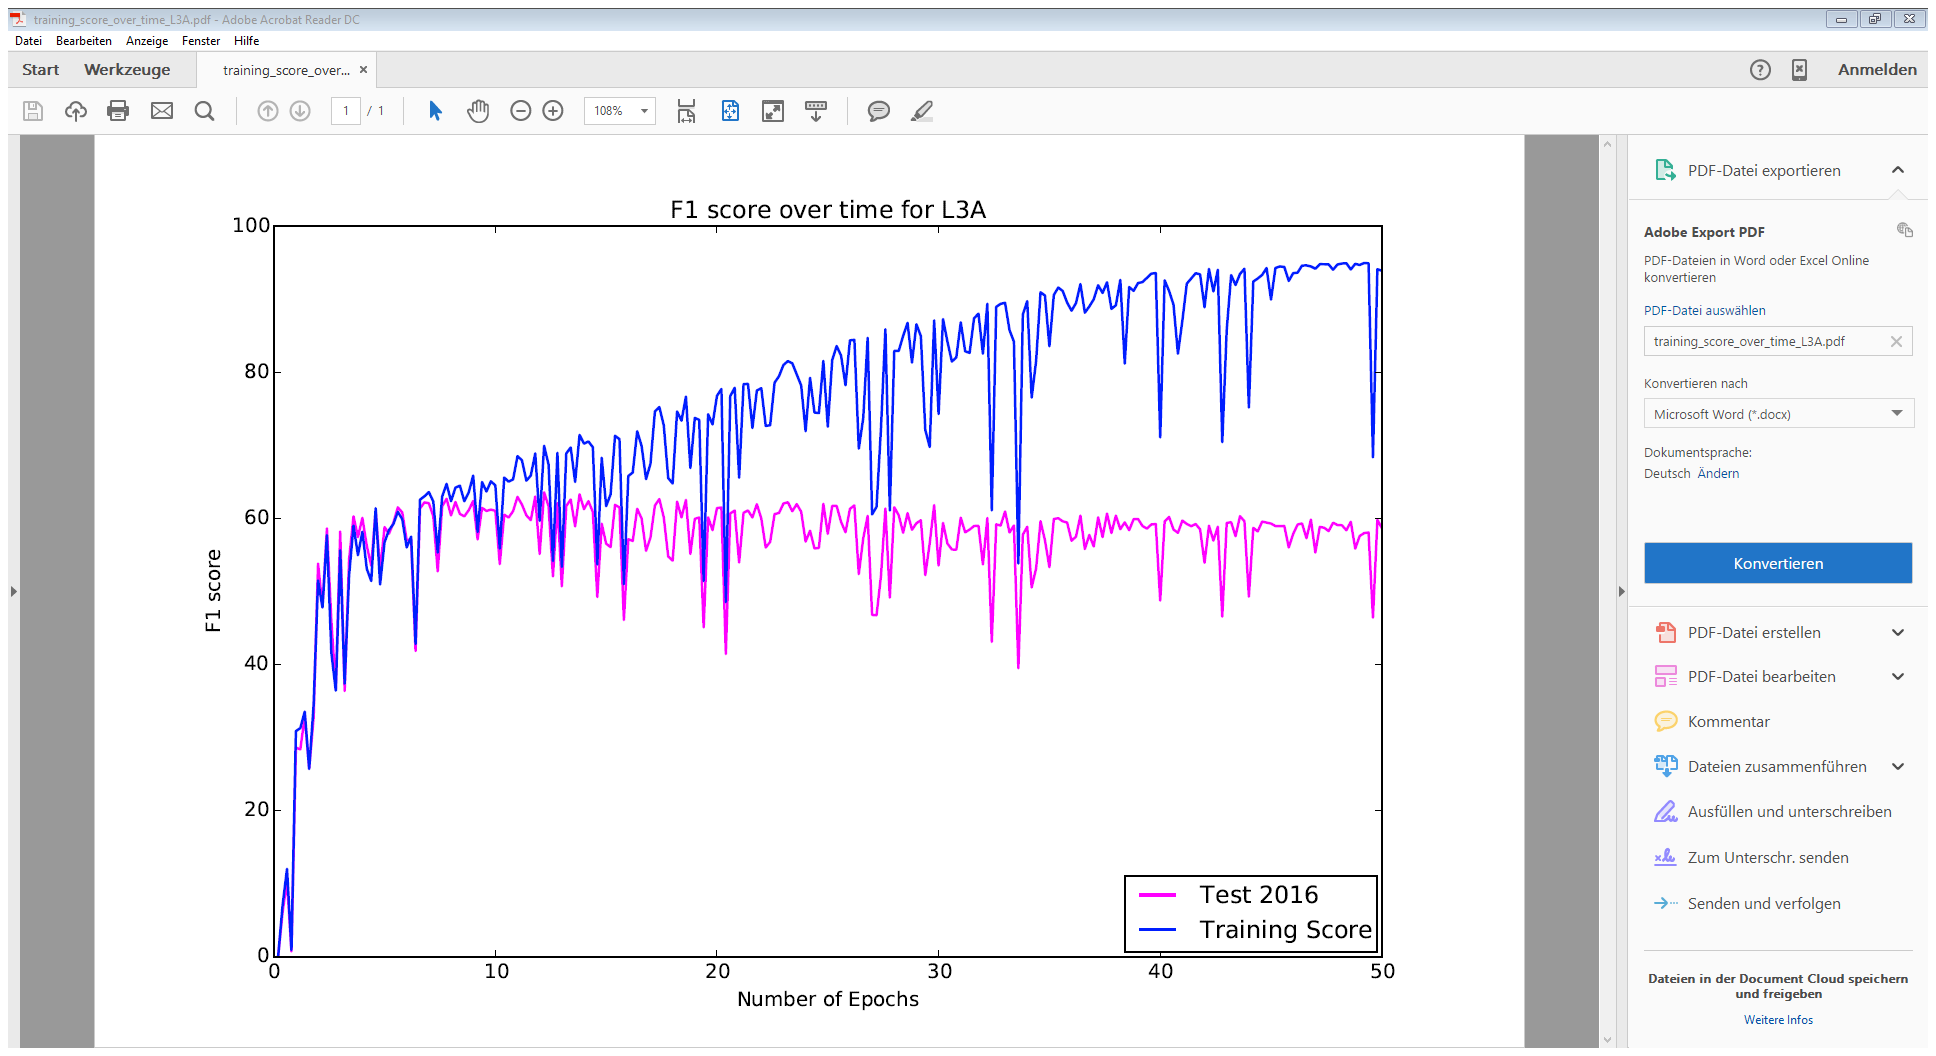 training_score_over_time_L3A.pdf - Adobe Acrobat Reader DC
Datei Bearbeiten Anzeige Fenster Hilfe
Start Werkzeuge training_score_over... × Anmelden
1 / 1 108%
F1 score over time for L3A
100
80
60
40
20
0
F1 score
0 10 20 30 40 50
Number of Epochs
Test 2016
Training Score
PDF-Datei exportieren
Adobe Export PDF
PDF-Dateien in Word oder Excel Online
konvertieren
PDF-Datei auswählen
training_score_over_time_L3A.pdf
Konvertieren nach
Microsoft Word (*.docx)
Dokumentsprache:
Deutsch Ändern
Konvertieren
PDF-Datei erstellen
PDF-Datei bearbeiten
Kommentar
Dateien zusammenführen
Ausfüllen und unterschreiben
Zum Unterschr. senden
Senden und verfolgen
Dateien in der Document Cloud speichern
und freigeben
Weitere Infos